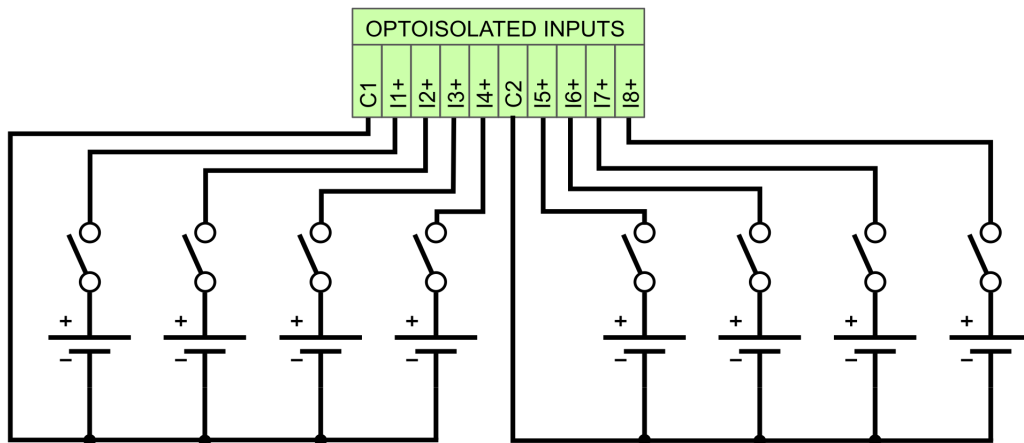 OPTOISOLATED INPUTS
C1 I1+ I2+ I3+ I4+ C2 I5+ I6+ I7+ I8+
+ + + + + + + +
− − − − − − − −